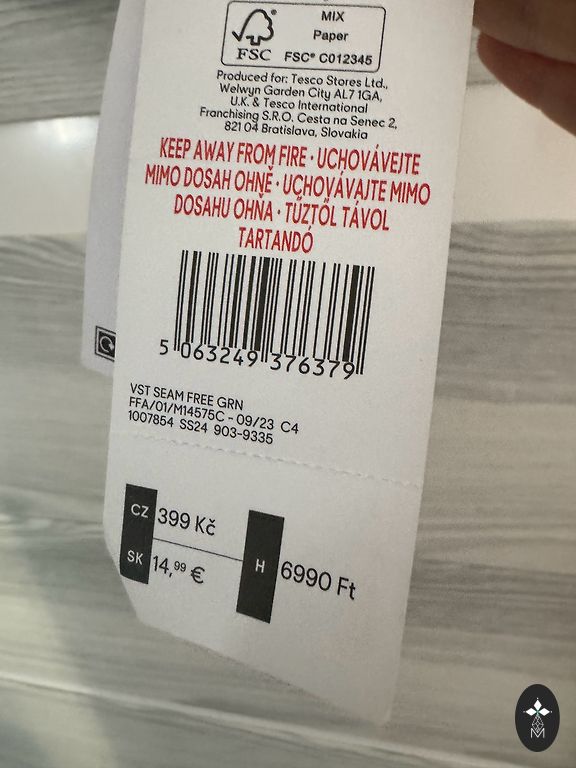 MIX
Paper
FSC
FSC® C012345
Produced for: Tesco Stores Ltd.,
Welwyn Garden City AL7 1GA,
U.K. & Tesco International
Franchising S.R.O. Cesta na Senec 2,
821 04 Bratislava, Slovakia
KEEP AWAY FROM FIRE · UCHOVÁVEJTE
MIMO DOSAH OHNĚ · UCHOVÁVAJTE MIMO
DOSAHU OHŇA · TŰZTŐL TÁVOL
TARTANDÓ
5 063249 376379
VST SEAM FREE GRN
FFA/01/M14575C - 09/23 C4
1007854 SS24 903-9335
CZ 399 Kč
SK 14,99 €
H 6990 Ft
M